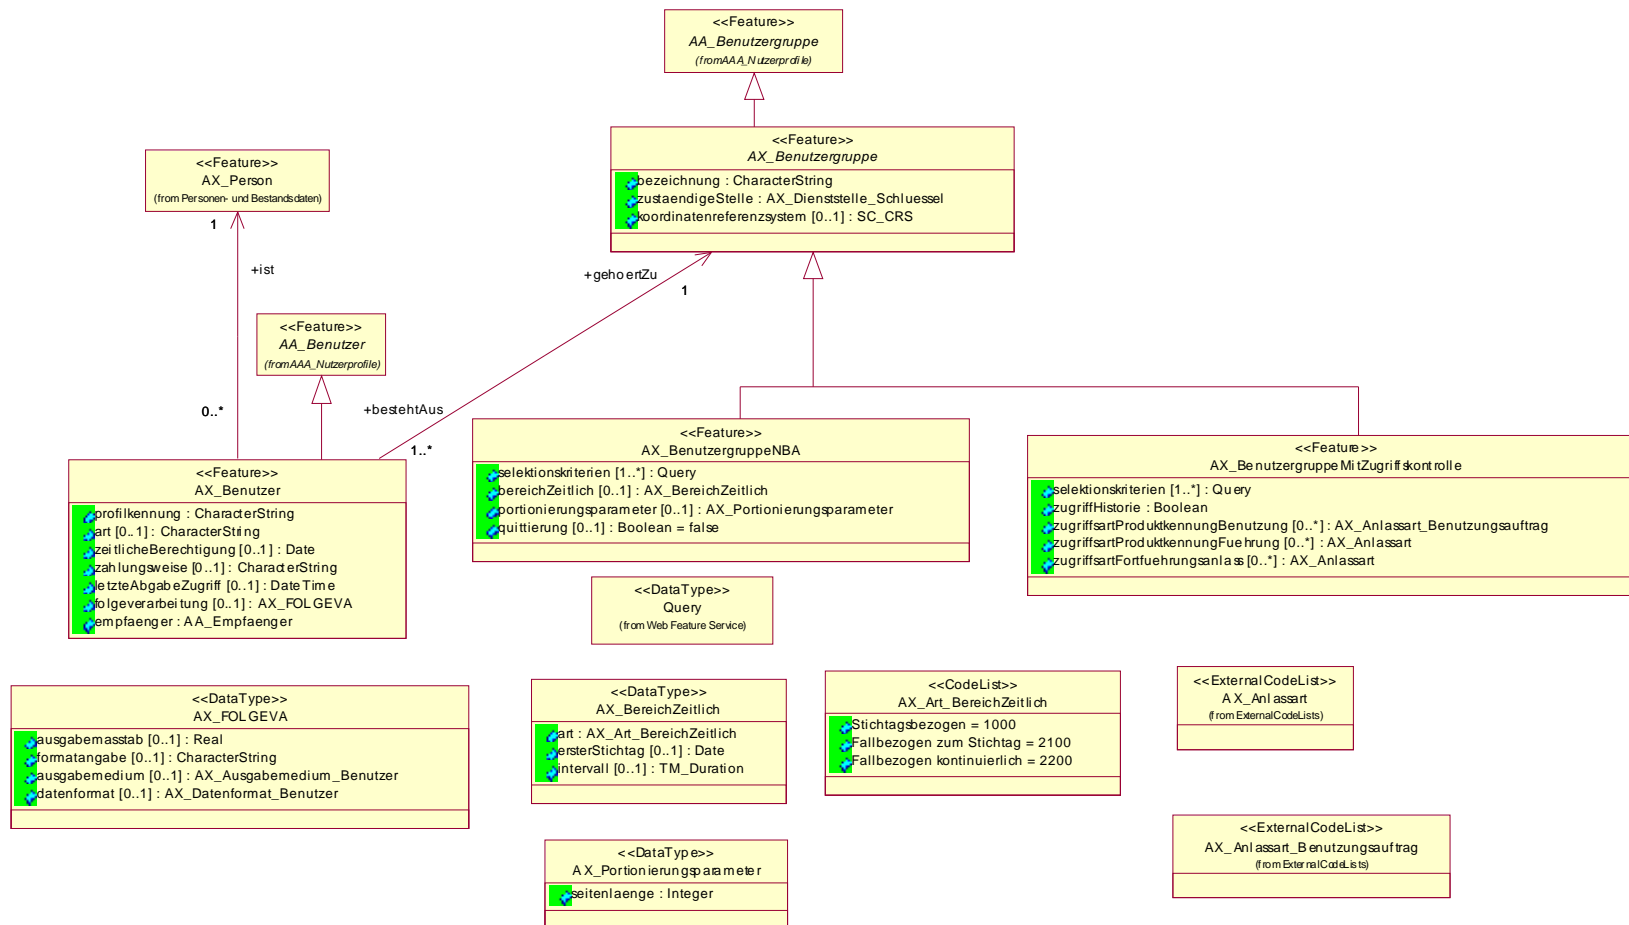 <<Feature>>
AA_Benutzergruppe
(fromAAA_Nutzerprofile)
<<Feature>>
AX_Benutzergruppe
bezeichnung : CharacterString
zustaendigeStelle : AX_Dienststelle_Schluessel
koordinatenreferenzsystem [0..1] : SC_CRS
<<Feature>>
AX_Person
(from Personen- und Bestandsdaten)
1
+ist
0..*
+gehoertZu
1
<<Feature>>
AA_Benutzer
(fromAAA_Nutzerprofile)
+bestehtAus
1..*
<<Feature>>
AX_Benutzer
profilkennung : CharacterString
art [0..1] : CharacterString
zeitlicheBerechtigung [0..1] : Date
zahlungsweise [0..1] : CharacterString
letzteAbgabeZugriff [0..1] : DateTime
folgeverarbeitung [0..1] : AX_FOLGEVA
empfaenger : AA_Empfaenger
<<Feature>>
AX_BenutzergruppeNBA
selektionskriterien [1..*] : Query
bereichZeitlich [0..1] : AX_BereichZeitlich
portionierungsparameter [0..1] : AX_Portionierungsparameter
quittierung [0..1] : Boolean = false
<<Feature>>
AX_BenutzergruppeMitZugriffskontrolle
selektionskriterien [1..*] : Query
zugriffHistorie : Boolean
zugriffsartProduktkennungBenutzung [0..*] : AX_Anlassart_Benutzungsauftrag
zugriffsartProduktkennungFuehrung [0..*] : AX_Anlassart
zugriffsartFortfuehrungsanlass [0..*] : AX_Anlassart
<<DataType>>
Query
(from Web Feature Service)
<<DataType>>
AX_FOLGEVA
ausgabemasstab [0..1] : Real
formatangabe [0..1] : CharacterString
ausgabemedium [0..1] : AX_Ausgabemedium_Benutzer
datenformat [0..1] : AX_Datenformat_Benutzer
<<DataType>>
AX_BereichZeitlich
art : AX_Art_BereichZeitlich
ersterStichtag [0..1] : Date
intervall [0..1] : TM_Duration
<<CodeList>>
AX_Art_BereichZeitlich
Stichtagsbezogen = 1000
Fallbezogen zum Stichtag = 2100
Fallbezogen kontinuierlich = 2200
<<ExternalCodeList>>
AX_Anlassart
(from ExternalCodeLists)
<<DataType>>
AX_Portionierungsparameter
seitenlaenge : Integer
<<ExternalCodeList>>
AX_Anlassart_Benutzungsauftrag
(from ExternalCodeLists)